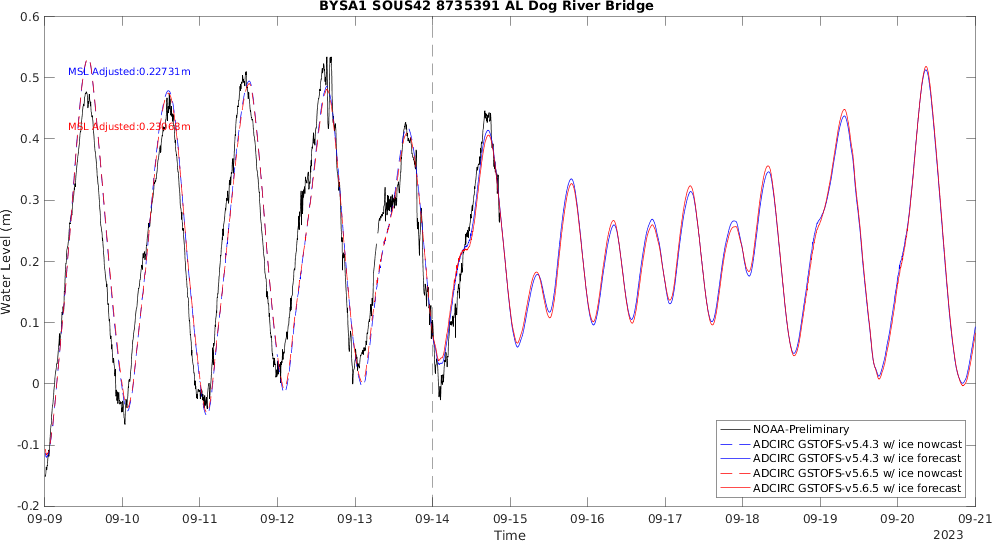 BYSA1 SOUS42 8735391 AL Dog River Bridge
0.6
0.5
0.4
0.3
0.2
0.1
0
-0.1
-0.2
Water Level (m)
MSL Adjusted:0.22731m
MSL Adjusted:0.23963m
NOAA-Preliminary
ADCIRC GSTOFS-v5.4.3 w/ ice nowcast
ADCIRC GSTOFS-v5.4.3 w/ ice forecast
ADCIRC GSTOFS-v5.6.5 w/ ice nowcast
ADCIRC GSTOFS-v5.6.5 w/ ice forecast
09-09 09-10 09-11 09-12 09-13 09-14 09-15 09-16 09-17 09-18 09-19 09-20 09-21
Time
2023